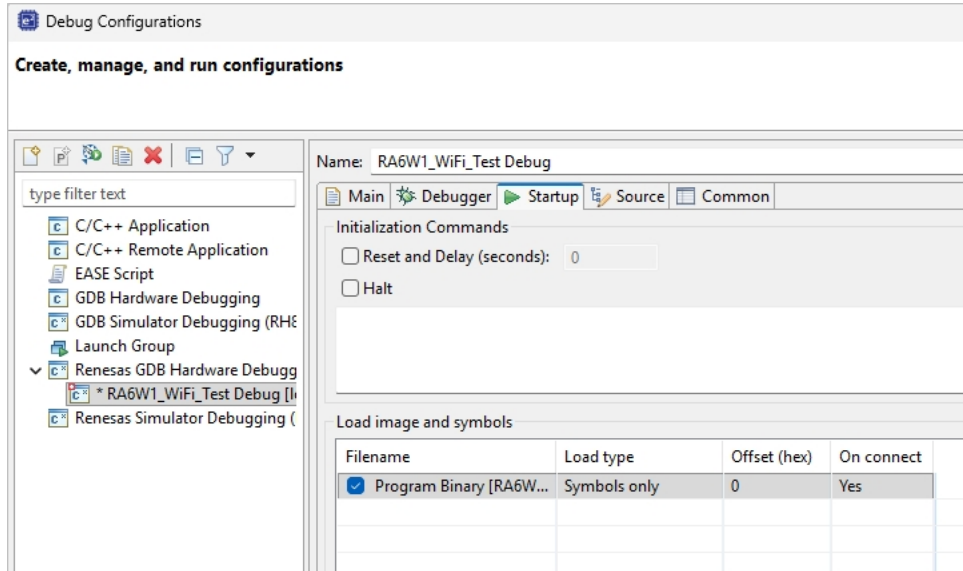 Debug Configurations
Create, manage, and run configurations
type filter text
C/C++ Application
C/C++ Remote Application
EASE Script
GDB Hardware Debugging
GDB Simulator Debugging (RH8
Launch Group
Renesas GDB Hardware Debugg
* RA6W1_WiFi_Test Debug [l
Renesas Simulator Debugging (
Name: RA6W1_WiFi_Test Debug
Main Debugger Startup Source Common
Initialization Commands
Reset and Delay (seconds): 0
Halt
Load image and symbols
Filename Load type Offset (hex) On connect
Program Binary [RA6W... Symbols only 0 Yes